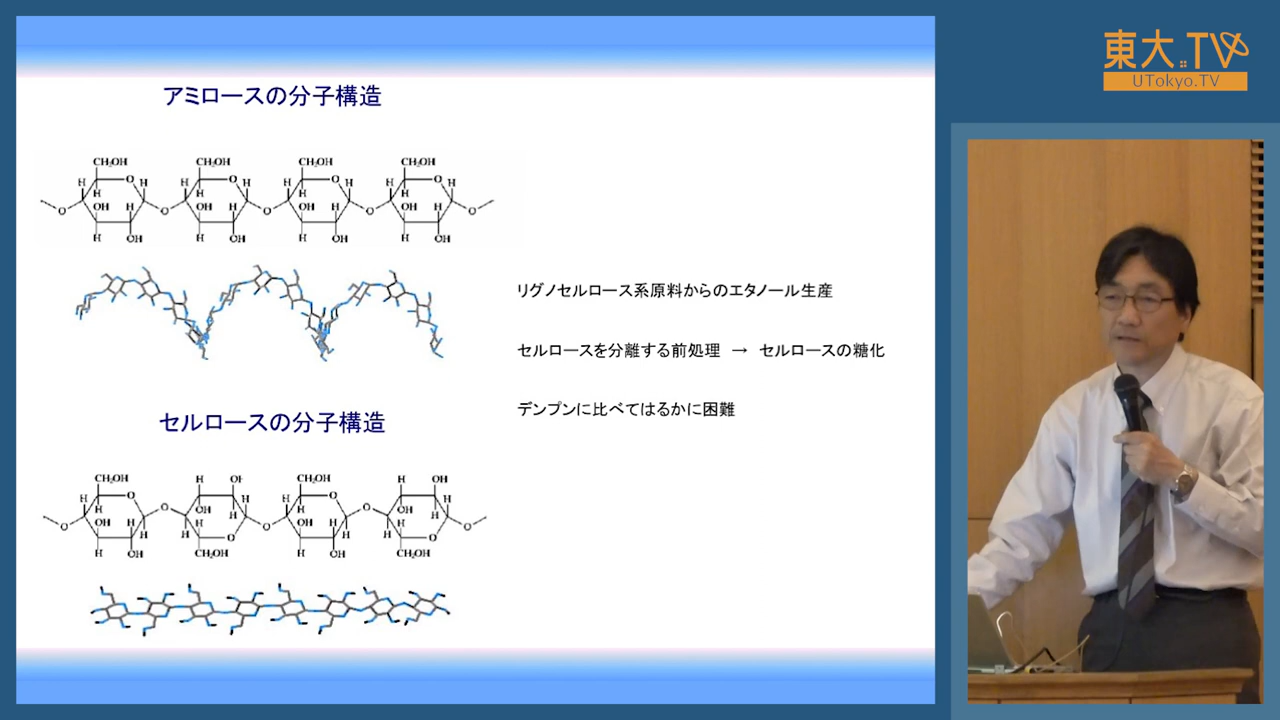 東大.TV
UTokyo.TV
アミロースの分子構造
CH₂OH CH₂OH CH₂OH CH₂OH
O H O H O H O H
H H H H
H H H H
OH H OH H OH H OH H
O O O O O
H OH H OH H OH H OH
リグノセルロース系原料からのエタノール生産
セルロースを分離する前処理 → セルロースの糖化
デンプンに比べてはるかに困難
セルロースの分子構造
CH₂OH H OH CH₂OH H OH
H O H H H O H H
H OH H H OH H
O OH H O H O OH H O H O
H OH CH₂OH O H OH CH₂OH O